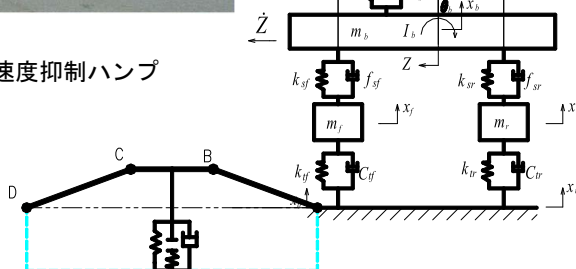 速度抑制ハンプ
Ż
m_b
I_b
θ_b
x_b
Z
k_sf
f_sf
k_sr
f_sr
m_f
x_f
m_r
x
k_tf
C_tf
k_tr
C_tr
x
C
B
D